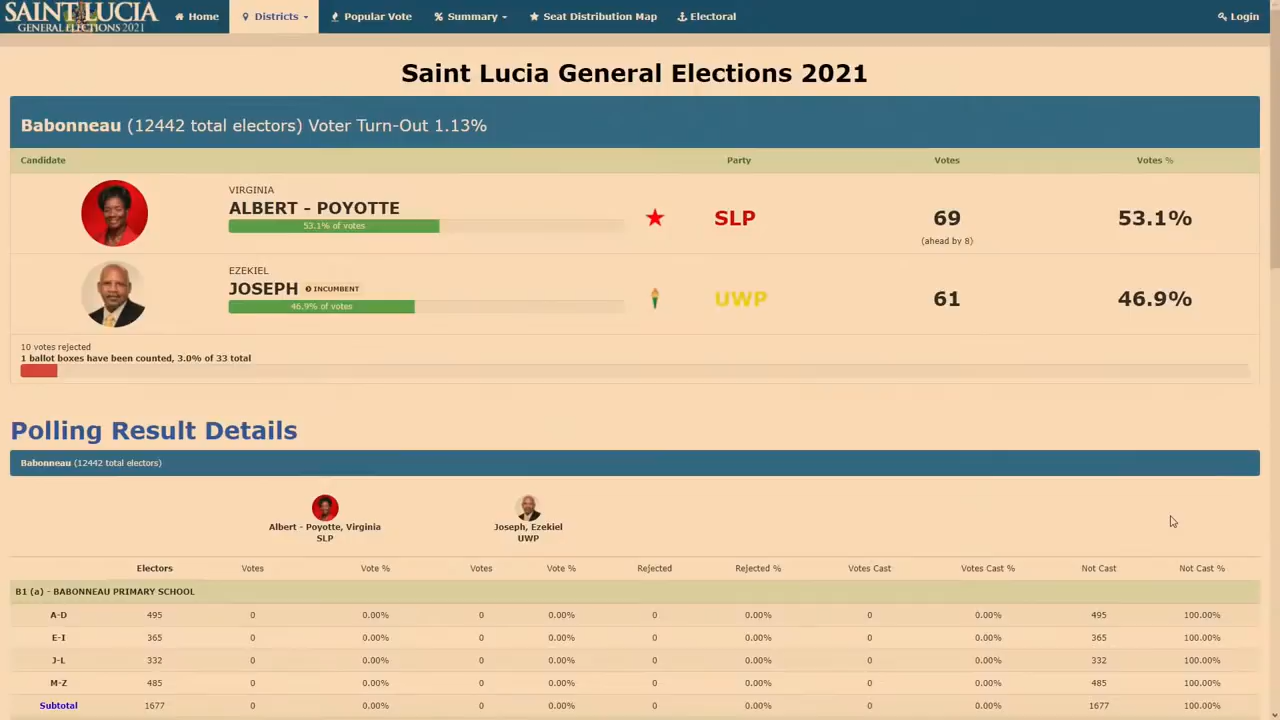 SAINT LUCIA
GENERAL ELECTIONS 2021
Home Districts Popular Vote Summary Seat Distribution Map Electoral Login
Saint Lucia General Elections 2021
Babonneau (12442 total electors) Voter Turn-Out 1.13%
Candidate Party Votes Votes %
VIRGINIA
ALBERT - POYOTTE
53.1% of votes
SLP 69 53.1%
(ahead by 8)
EZEKIEL
JOSEPH INCUMBENT
46.9% of votes
UWP 61 46.9%
10 votes rejected
1 ballot boxes have been counted, 3.0% of 33 total
Polling Result Details
Babonneau (12442 total electors)
Albert - Poyotte, Virginia Joseph, Ezekiel
SLP UWP
Electors Votes Vote % Votes Vote % Rejected Rejected % Votes Cast Votes Cast % Not Cast Not Cast %
B1 (a) - BABONNEAU PRIMARY SCHOOL
A-D 495 0 0.00% 0 0.00% 0 0.00% 0 0.00% 495 100.00%
E-I 365 0 0.00% 0 0.00% 0 0.00% 0 0.00% 365 100.00%
J-L 332 0 0.00% 0 0.00% 0 0.00% 0 0.00% 332 100.00%
M-Z 485 0 0.00% 0 0.00% 0 0.00% 0 0.00% 485 100.00%
Subtotal 1677 0 0.00% 0 0.00% 0 0.00% 0 0.00% 1677 100.00%